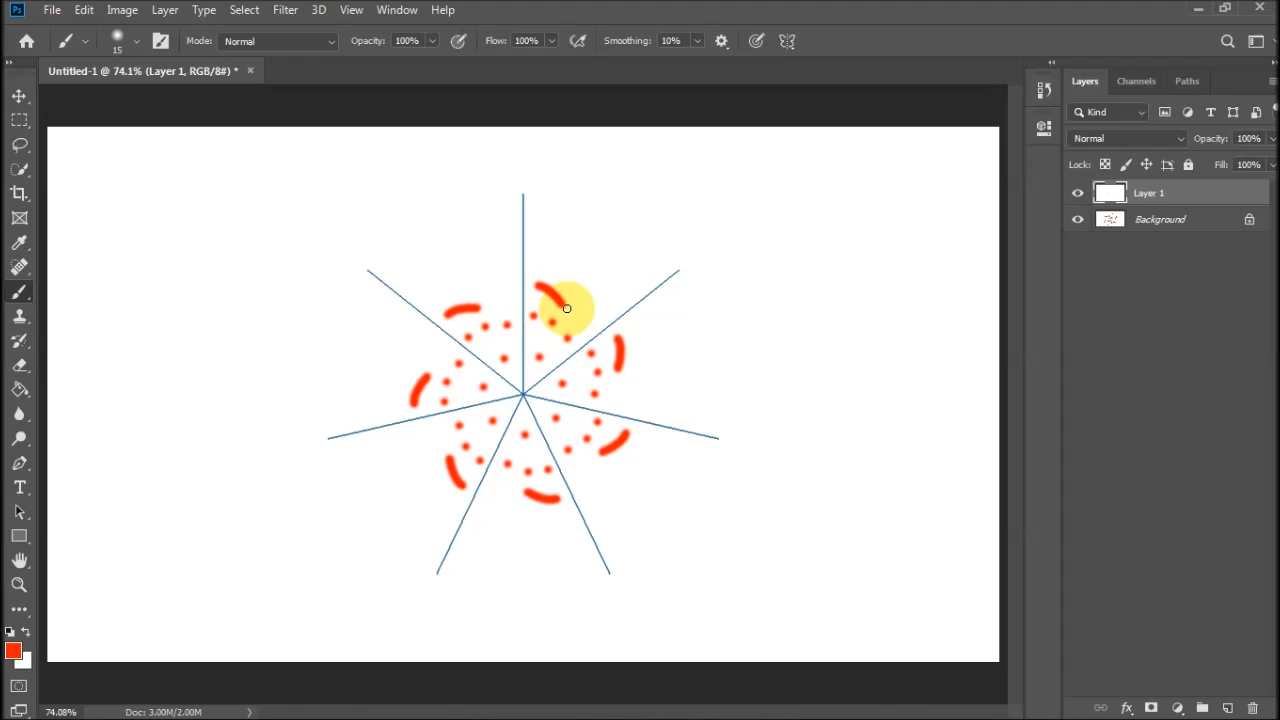 Ps File Edit Image Layer Type Select Filter 3D View Window Help
15 Mode: Normal Opacity: 100% Flow: 100% Smoothing: 10%
Untitled-1 @ 74.1% (Layer 1, RGB/8#) * ×
Layers Channels Paths
Kind
Normal Opacity: 100%
Lock: Fill: 100%
Layer 1
Background
74.08% Doc: 3.00M/2.00M